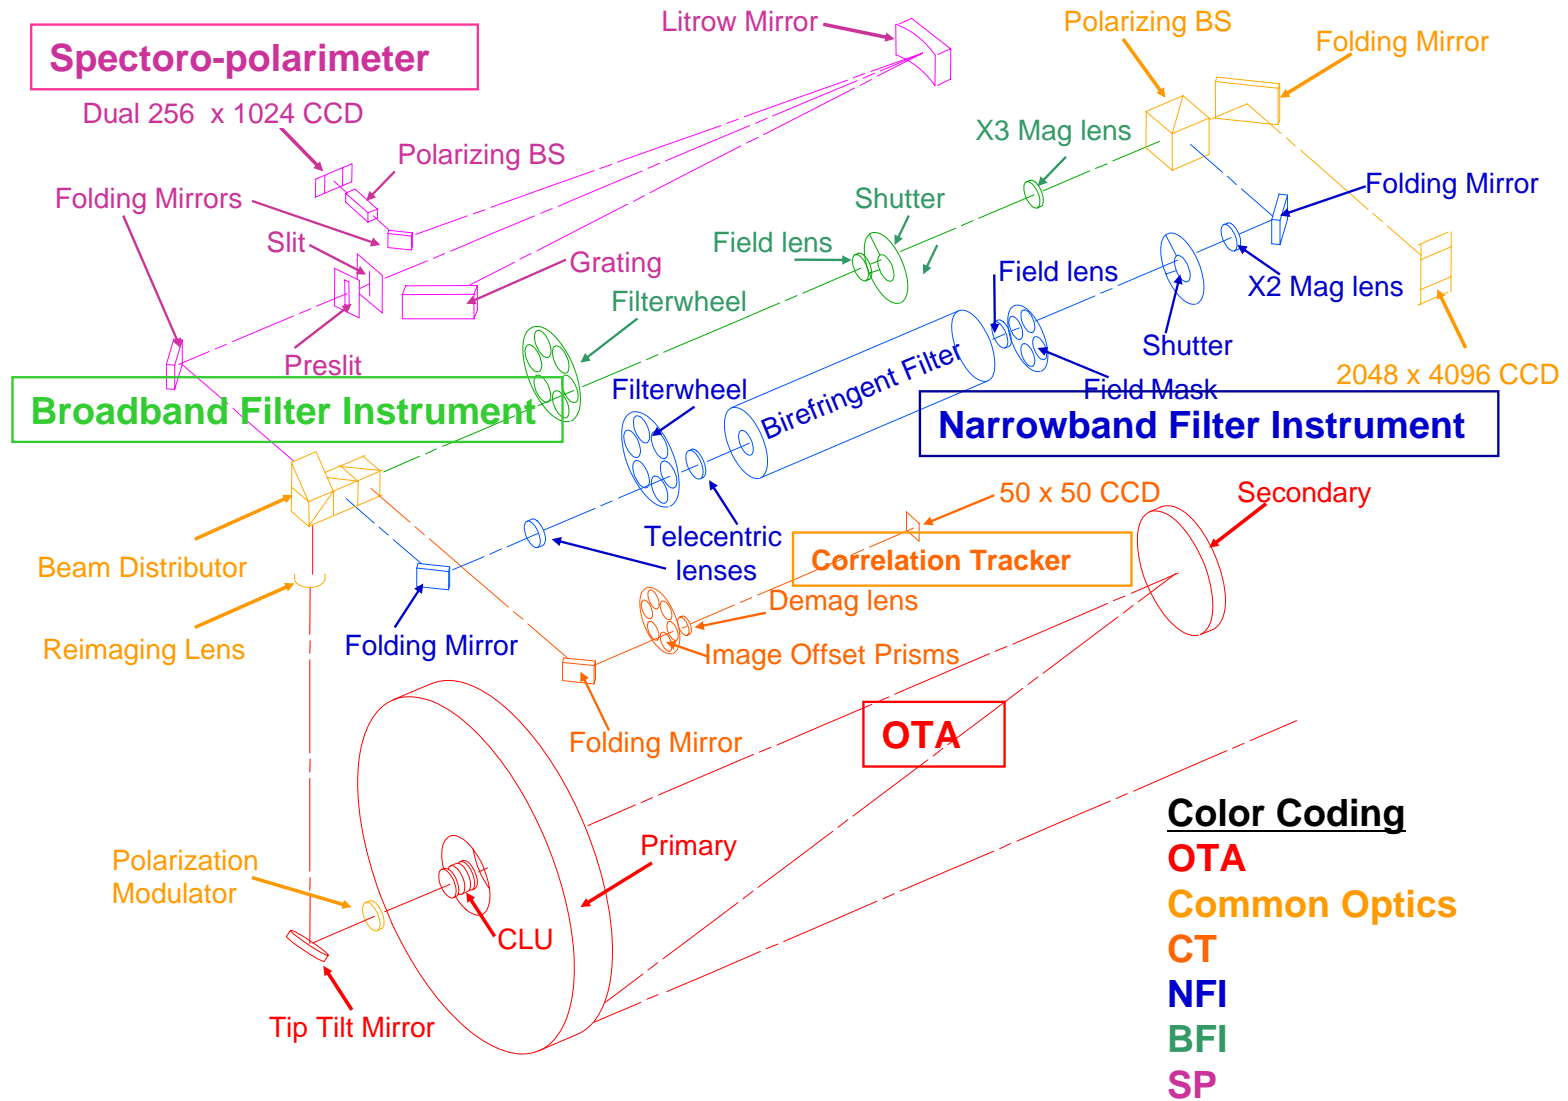 Litrow Mirror
Polarizing BS
Folding Mirror
Spectoro-polarimeter
Dual 256 x 1024 CCD
X3 Mag lens
Polarizing BS
Folding Mirrors
Shutter
Folding Mirror
Slit
Field lens
Grating
Field lens
X2 Mag lens
Filterwheel
Shutter
Preslit
2048 x 4096 CCD
Filterwheel
Birefringent Filter
Field Mask
Broadband Filter Instrument
Narrowband Filter Instrument
50 x 50 CCD
Secondary
Telecentric
lenses
Correlation Tracker
Beam Distributor
Demag lens
Reimaging Lens
Folding Mirror
Image Offset Prisms
Folding Mirror
OTA
Color Coding
OTA
Common Optics
CT
NFI
BFI
SP
Primary
Polarization
Modulator
CLU
Tip Tilt Mirror